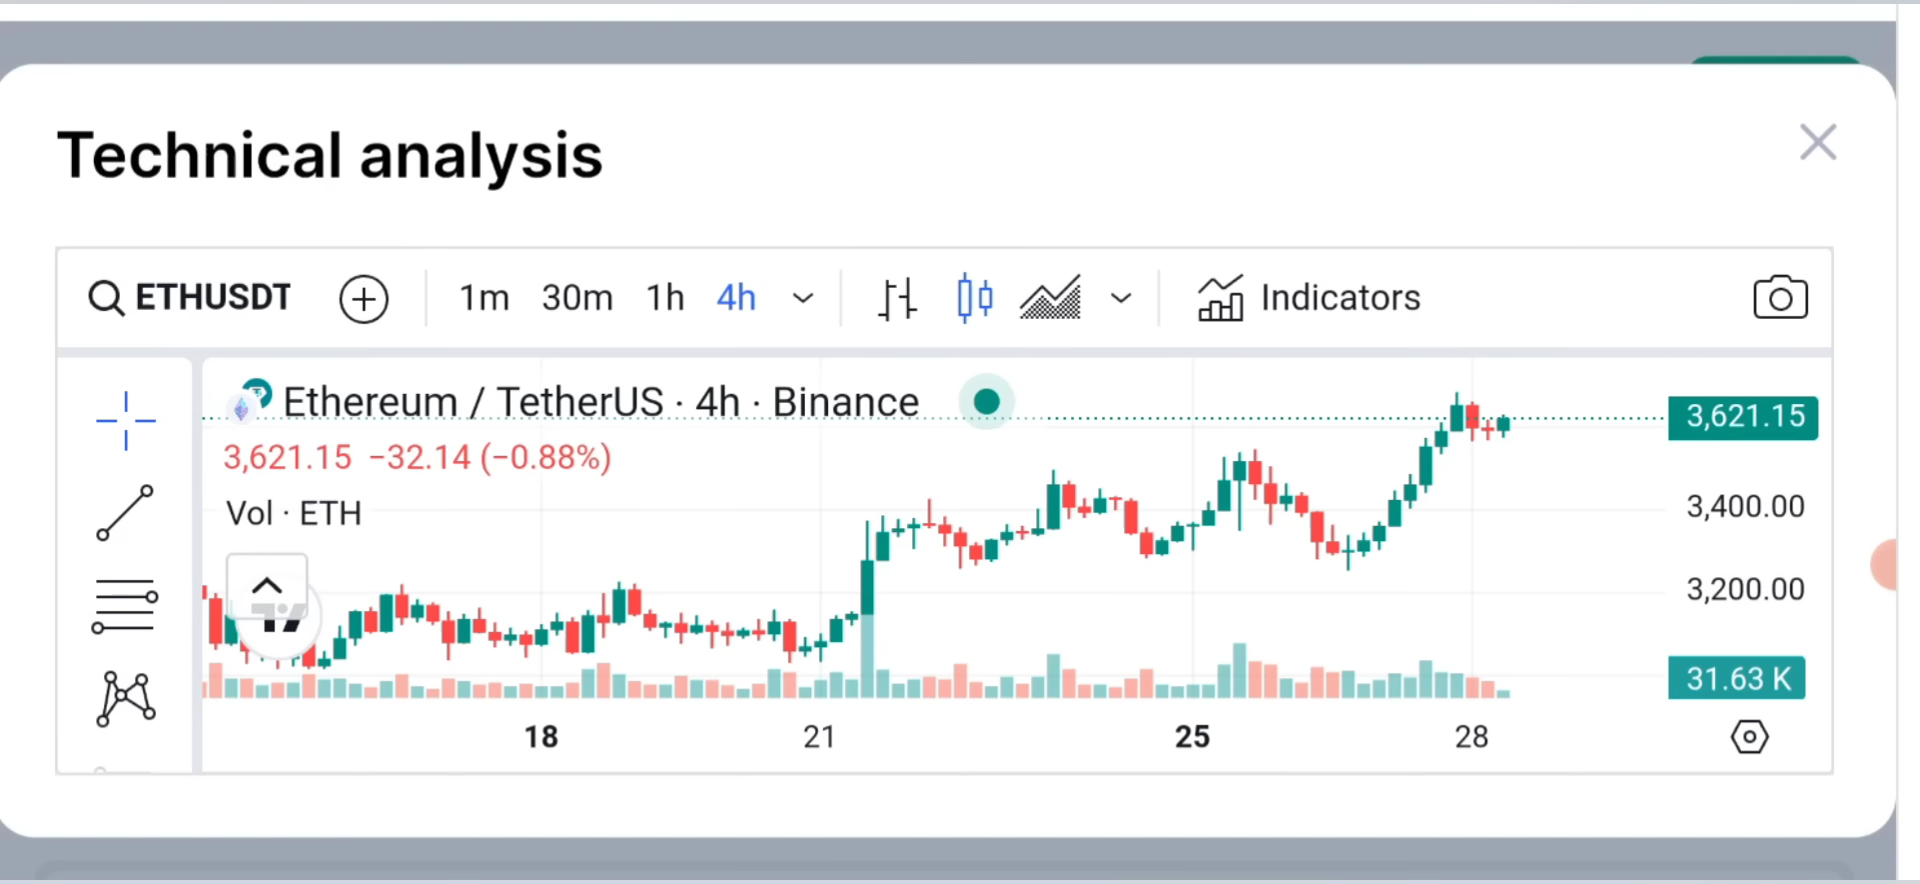 Technical analysis
ETHUSDT 1m 30m 1h 4h Indicators
Ethereum / TetherUS · 4h · Binance
3,621.15 −32.14 (−0.88%)
Vol · ETH
3,621.15
3,400.00
3,200.00
31.63 K
18 21 25 28